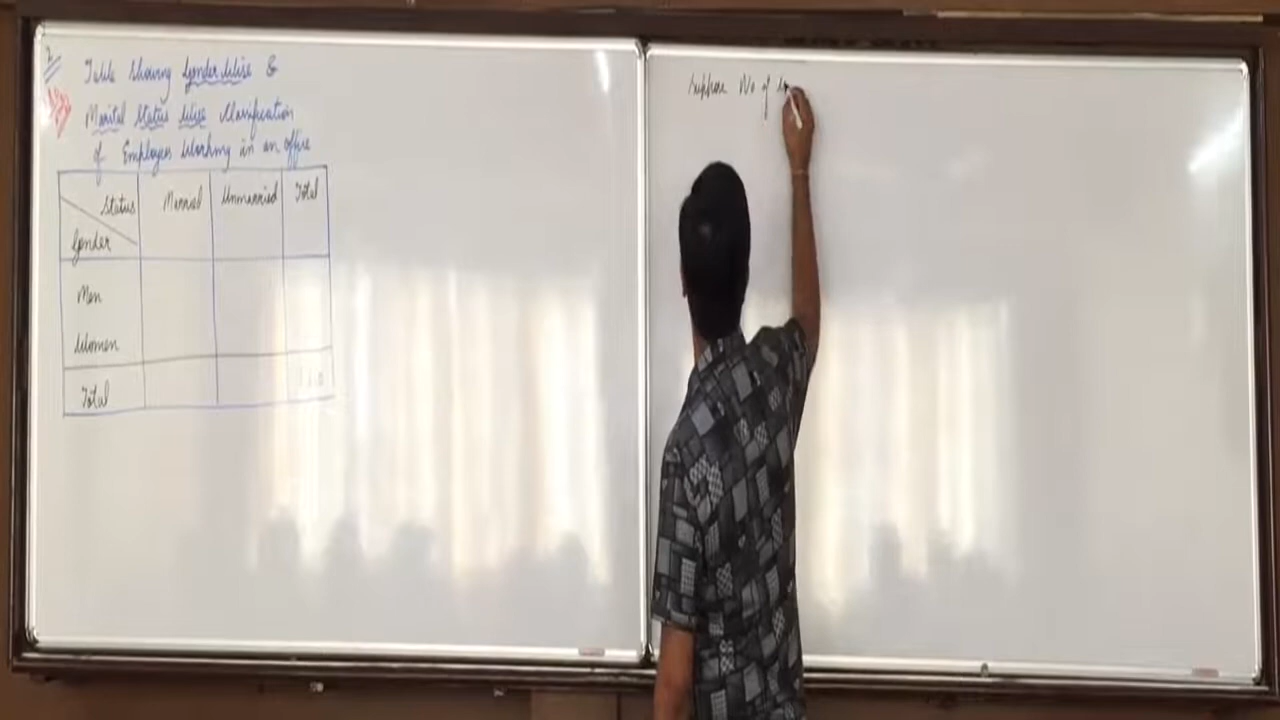 2
Table Showing Gender Wise &
Marital Status Wise Classification
of Employees Working in an office
Status Married Unmarried Total
Gender
Men
Women
Total
Suppose No of